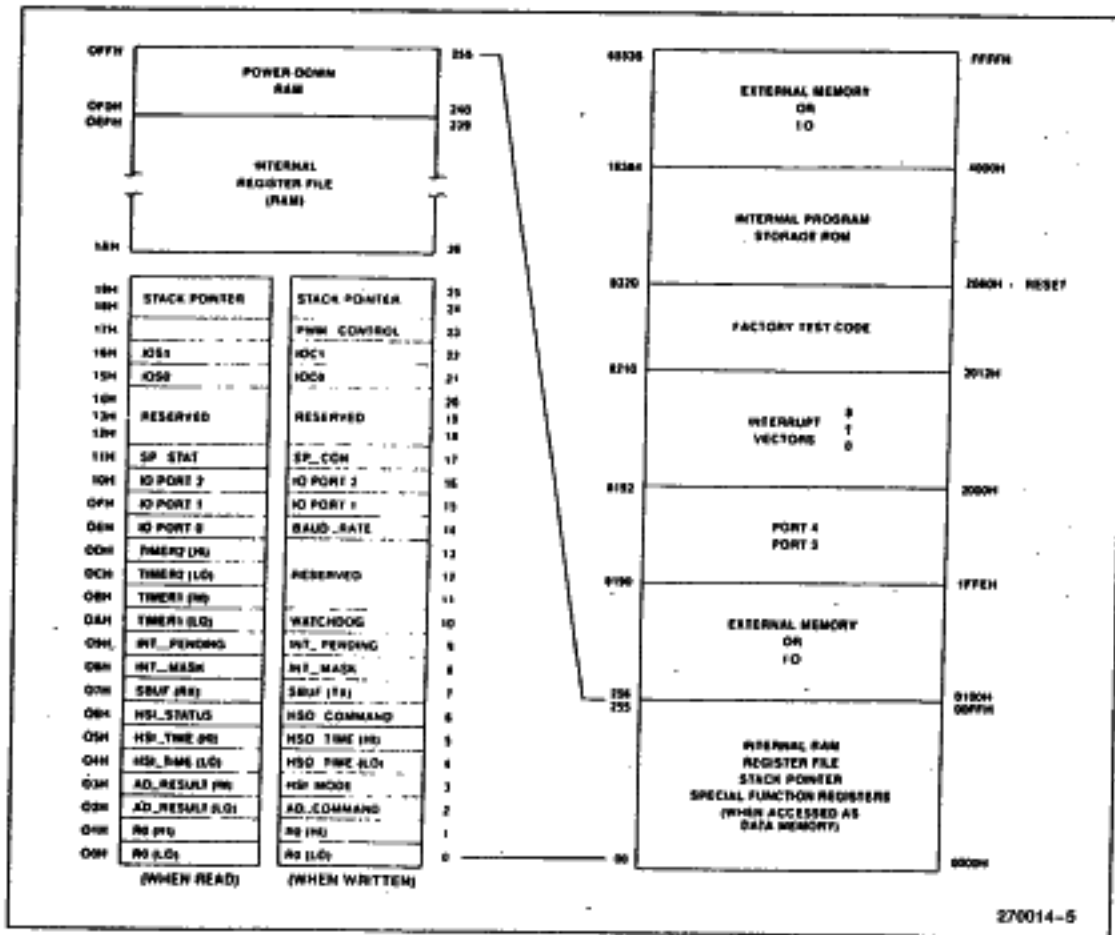 0FFH
POWER-DOWN
RAM
255
0F0H
240
0EFH
239
INTERNAL
REGISTER FILE
(RAM)
1AH
26
19H
STACK POINTER
STACK POINTER
25
18H
24
17H
PWM CONTROL
23
16H
IOS1
IOC1
22
15H
IOS0
IOC0
21
14H
20
13H
RESERVED
RESERVED
19
12H
18
11H
SP STAT
SP_CON
17
10H
IO PORT 2
IO PORT 2
16
0FH
IO PORT 1
IO PORT 1
15
0EH
IO PORT 0
BAUD_RATE
14
0DH
TIMER2 (HI)
13
0CH
TIMER2 (LO)
RESERVED
12
0BH
TIMER1 (HI)
11
0AH
TIMER1 (LO)
WATCHDOG
10
09H
INT_PENDING
INT_PENDING
9
08H
INT_MASK
INT_MASK
8
07H
SBUF (RX)
SBUF (TX)
7
06H
HSI_STATUS
HSO COMMAND
6
05H
HSI_TIME (HI)
HSO TIME (HI)
5
04H
HSI_TIME (LO)
HSO TIME (LO)
4
03H
AD_RESULT (HI)
HSI MODE
3
02H
AD_RESULT (LO)
AD_COMMAND
2
01H
R0 (HI)
R0 (HI)
1
00H
R0 (LO)
R0 (LO)
0
(WHEN READ)
(WHEN WRITTEN)
FFFFH
EXTERNAL MEMORY
OR
I O
16384
4000H
INTERNAL PROGRAM
STORAGE ROM
8320
2080H
RESET
FACTORY TEST CODE
8210
2012H
INTERRUPT
VECTORS
8
T
0
8192
2000H
PORT 4
PORT 3
8190
1FFEH
EXTERNAL MEMORY
OR
I O
256
0100H
255
00FFH
INTERNAL RAM
REGISTER FILE
STACK POINTER
SPECIAL FUNCTION REGISTERS
(WHEN ACCESSED AS
DATA MEMORY)
00
0000H
270014-5